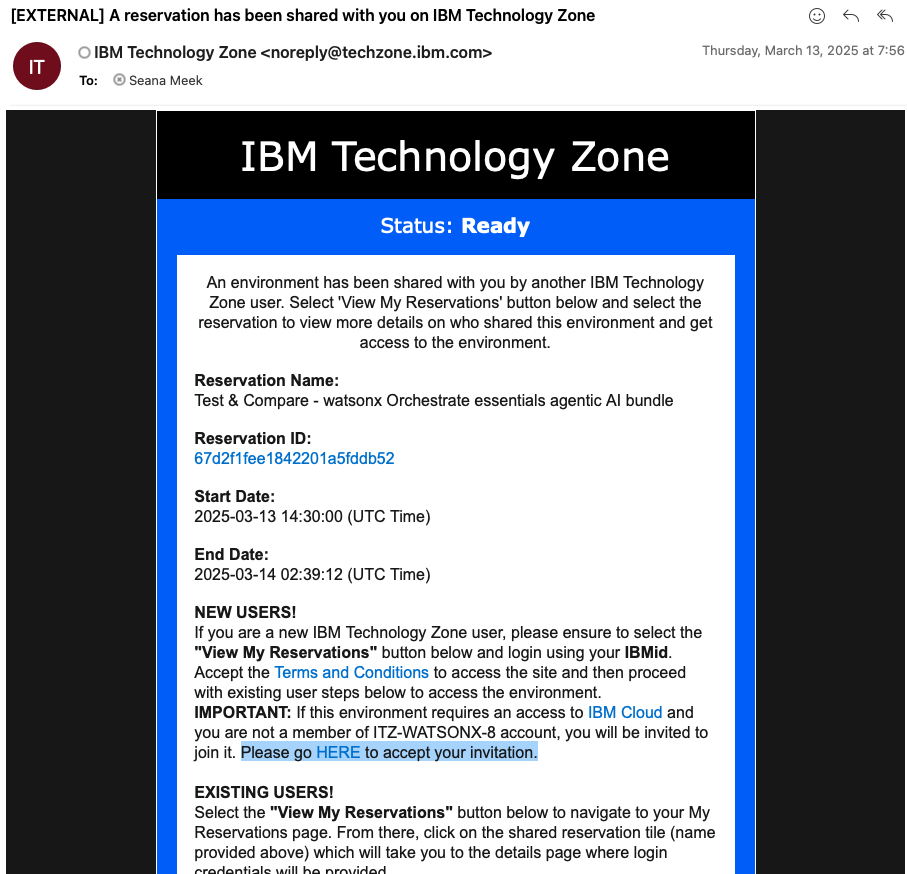 [EXTERNAL] A reservation has been shared with you on IBM Technology Zone
IT
IBM Technology Zone <noreply@techzone.ibm.com>
Thursday, March 13, 2025 at 7:56
To: Seana Meek
IBM Technology Zone
Status: Ready
An environment has been shared with you by another IBM Technology
Zone user. Select 'View My Reservations' button below and select the
reservation to view more details on who shared this environment and get
access to the environment.
Reservation Name:
Test & Compare - watsonx Orchestrate essentials agentic AI bundle
Reservation ID:
67d2f1fee1842201a5fddb52
Start Date:
2025-03-13 14:30:00 (UTC Time)
End Date:
2025-03-14 02:39:12 (UTC Time)
NEW USERS!
If you are a new IBM Technology Zone user, please ensure to select the
"View My Reservations" button below and login using your IBMid.
Accept the Terms and Conditions to access the site and then proceed
with existing user steps below to access the environment.
IMPORTANT: If this environment requires an access to IBM Cloud and
you are not a member of ITZ-WATSONX-8 account, you will be invited to
join it. Please go HERE to accept your invitation.
EXISTING USERS!
Select the "View My Reservations" button below to navigate to your My
Reservations page. From there, click on the shared reservation tile (name
provided above) which will take you to the details page where login
credentials will be provided.